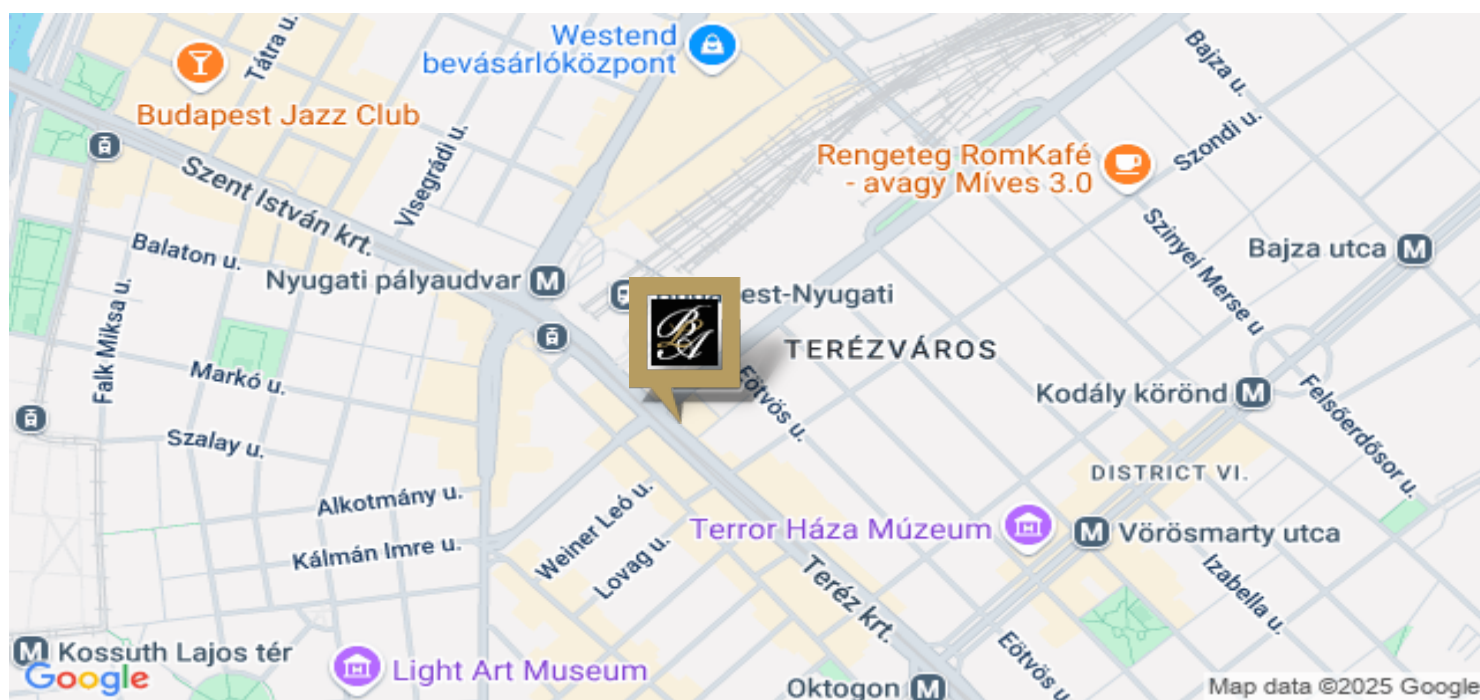 Westend
bevásárlóközpont
Tátra u.
Budapest Jazz Club
Bajza u.
Szondi u.
Rengeteg RomKafé
- avagy Míves 3.0
Visegrádi u.
Szent István krt.
Balaton u.
Szinyei Merse u
Bajza utca M
Nyugati pályaudvar M
est-Nyugati
Falk Miksa u.
TERÉZVÁROS
Markó u.
Eötvös u.
Kodály körönd M
Felsőerdősor u.
Szalay u.
DISTRICT VI.
Alkotmány u.
Weiner Leó u.
Terror Háza Múzeum
M Vörösmarty utca
Kálmán Imre u.
Lovag u.
Izabella u.
Teréz krt.
M Kossuth Lajos tér
Light Art Museum
Eötvös u.
Google
Oktogon M
Map data ©2025 Google